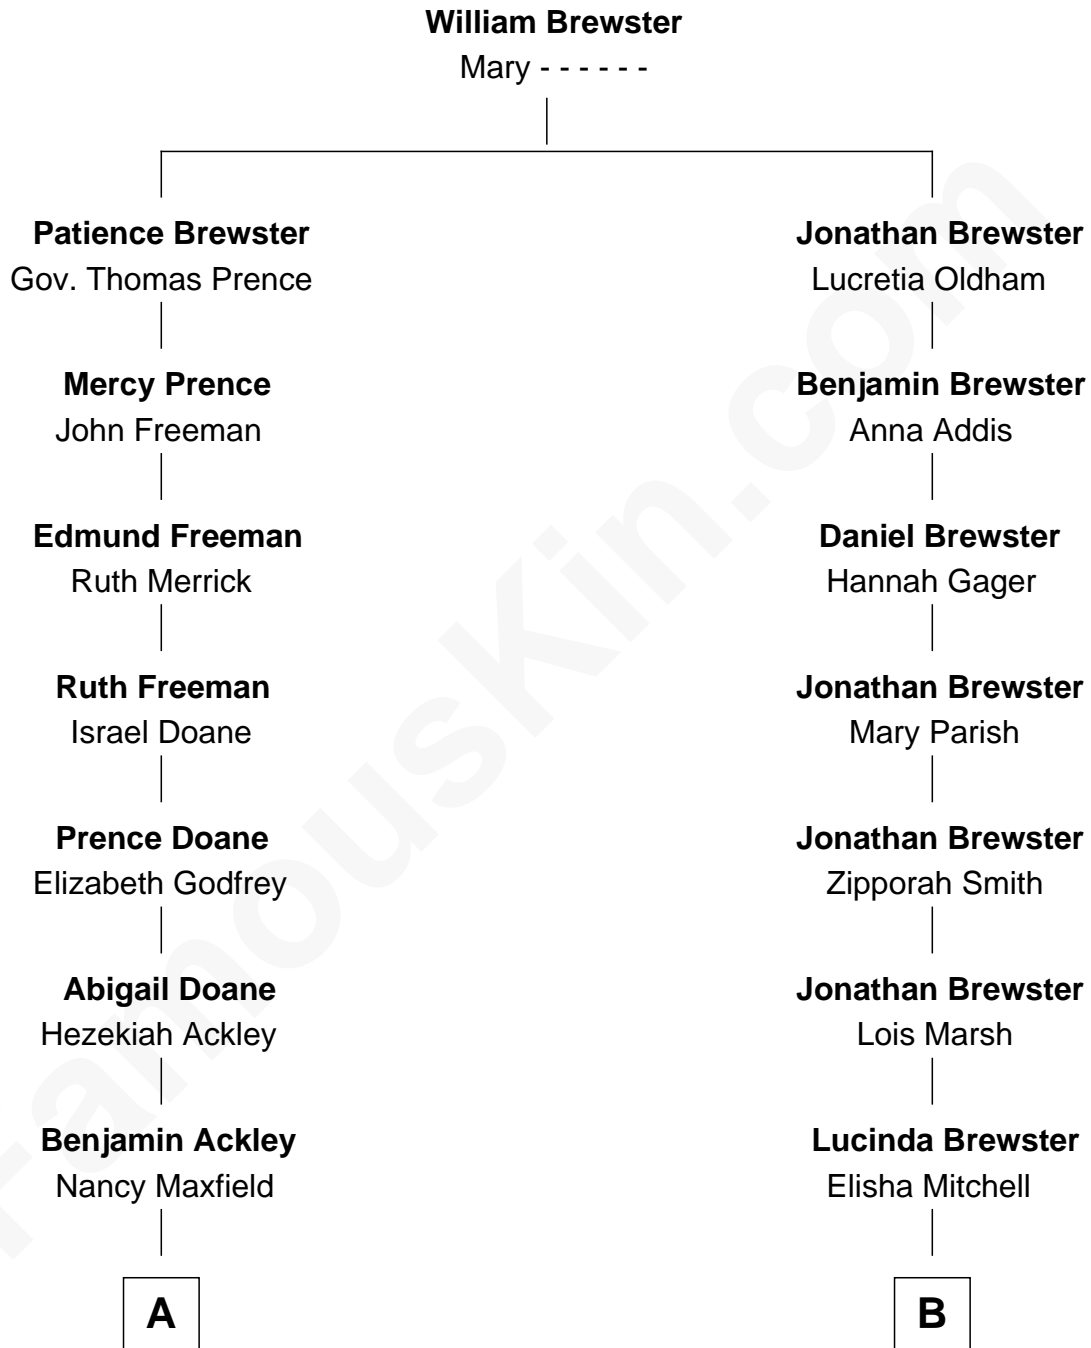 William Brewster
Mary - - - - - -
Patience Brewster
Gov. Thomas Prence
Jonathan Brewster
Lucretia Oldham
Mercy Prence
John Freeman
Benjamin Brewster
Anna Addis
Edmund Freeman
Ruth Merrick
Daniel Brewster
Hannah Gager
Ruth Freeman
Israel Doane
Jonathan Brewster
Mary Parish
Prence Doane
Elizabeth Godfrey
Jonathan Brewster
Zipporah Smith
Abigail Doane
Hezekiah Ackley
Jonathan Brewster
Lois Marsh
Benjamin Ackley
Nancy Maxfield
Lucinda Brewster
Elisha Mitchell
A
B
FamousKin.com